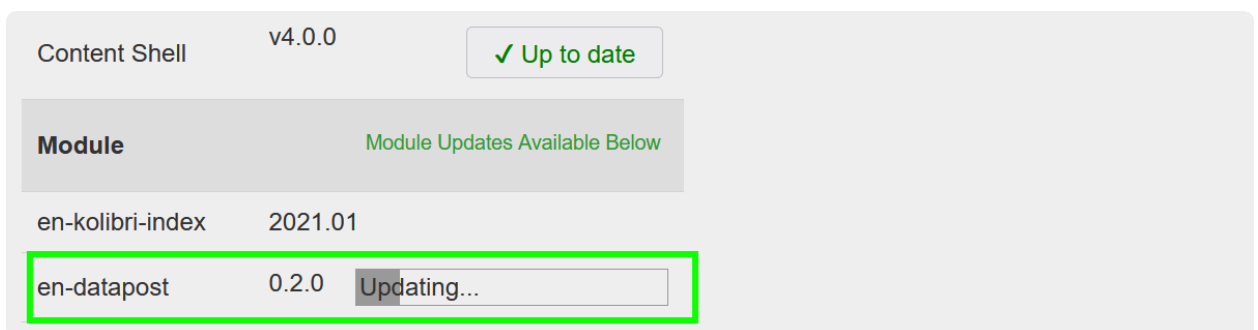 Content Shell v4.0.0 ✓ Up to date
Module Module Updates Available Below
en-kolibri-index 2021.01
en-datapost 0.2.0 Updating...